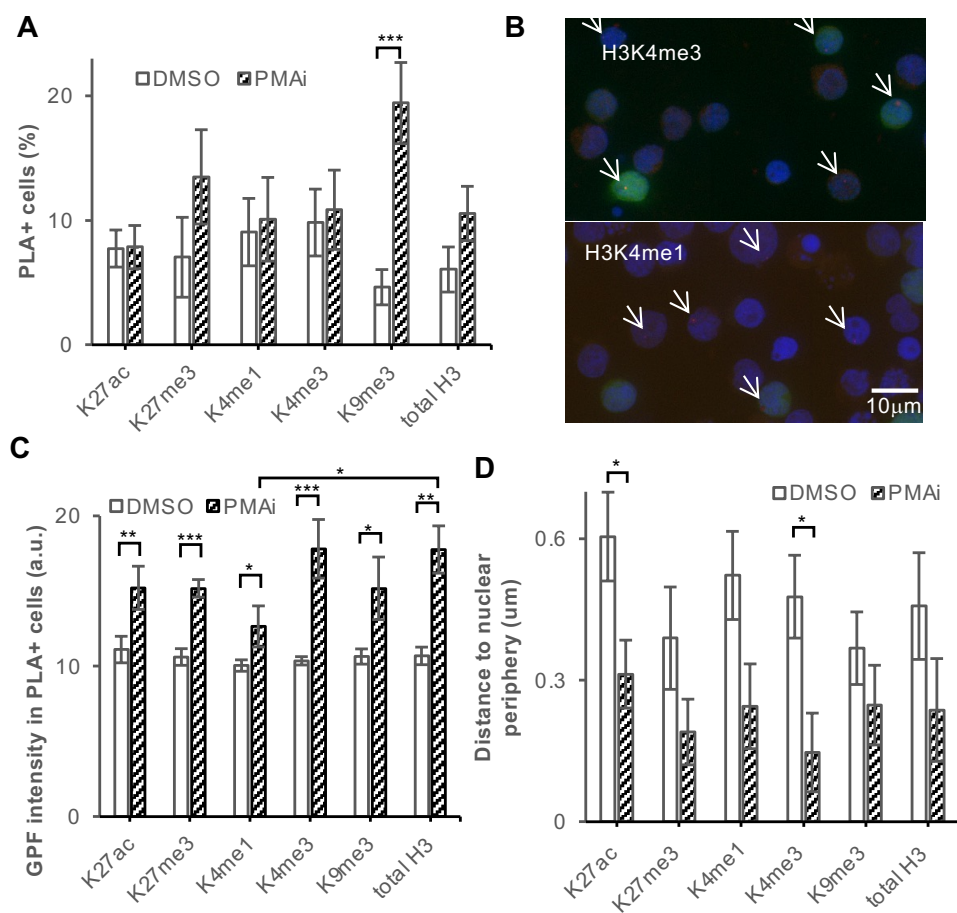 A
***
DMSO PMAi
20
10
0
PLA+ cells (%)
K27ac K27me3 K4me1 K4me3 K9me3 total H3
B
H3K4me3
H3K4me1
10μm
C
*
DMSO PMAi
** *** * *** * **
20
10
0
GPF intensity in PLA+ cells (a.u.)
K27ac K27me3 K4me1 K4me3 K9me3 total H3
D
*
DMSO PMAi
*
0.6
0.3
0
Distance to nuclear
periphery (um)
K27ac K27me3 K4me1 K4me3 K9me3 total H3